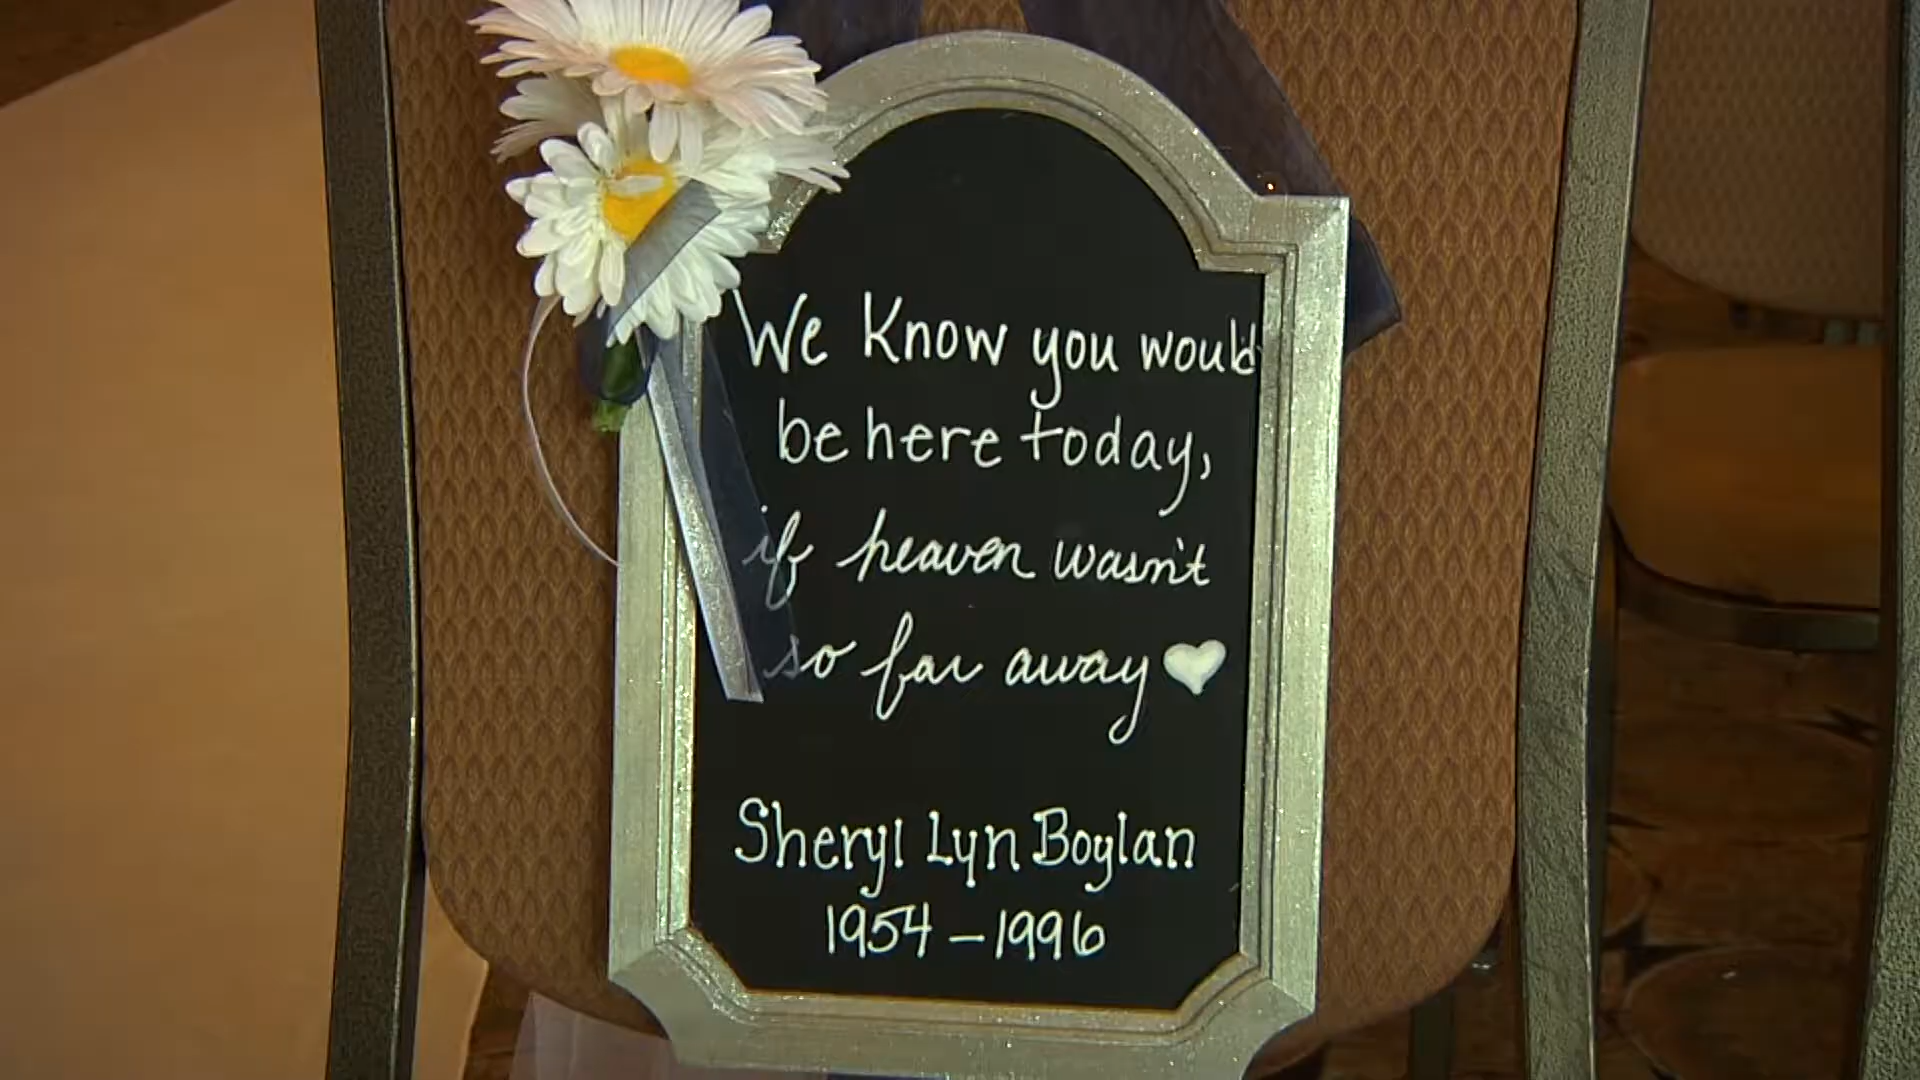 We Know you would
be here today,
if heaven wasn't
so far away
Sheryl Lyn Boylan
1954 - 1996